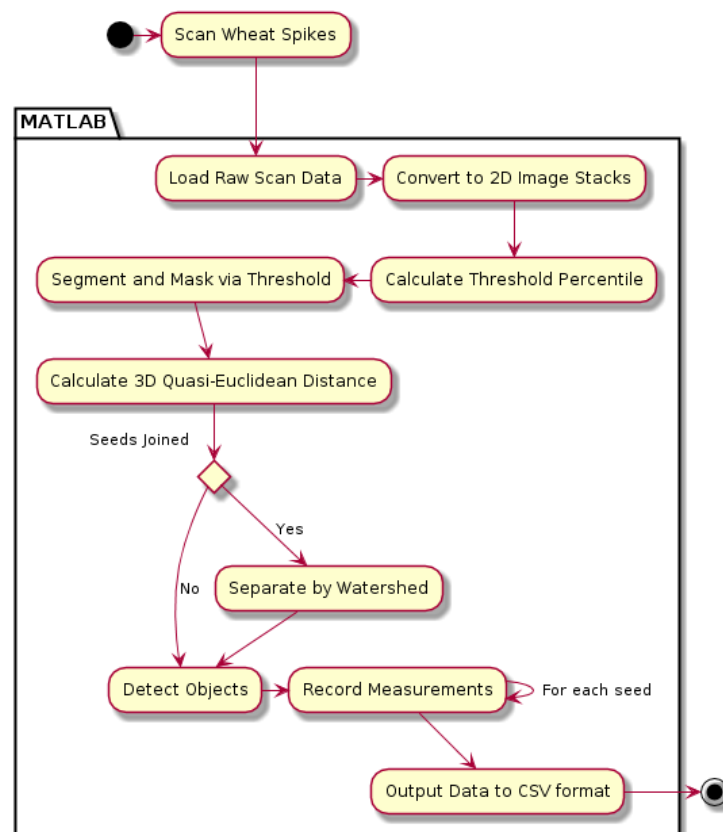 Scan Wheat Spikes
MATLAB
Load Raw Scan Data
Convert to 2D Image Stacks
Calculate Threshold Percentile
Segment and Mask via Threshold
Calculate 3D Quasi-Euclidean Distance
Seeds Joined
Yes
Separate by Watershed
No
Detect Objects
Record Measurements
For each seed
Output Data to CSV format